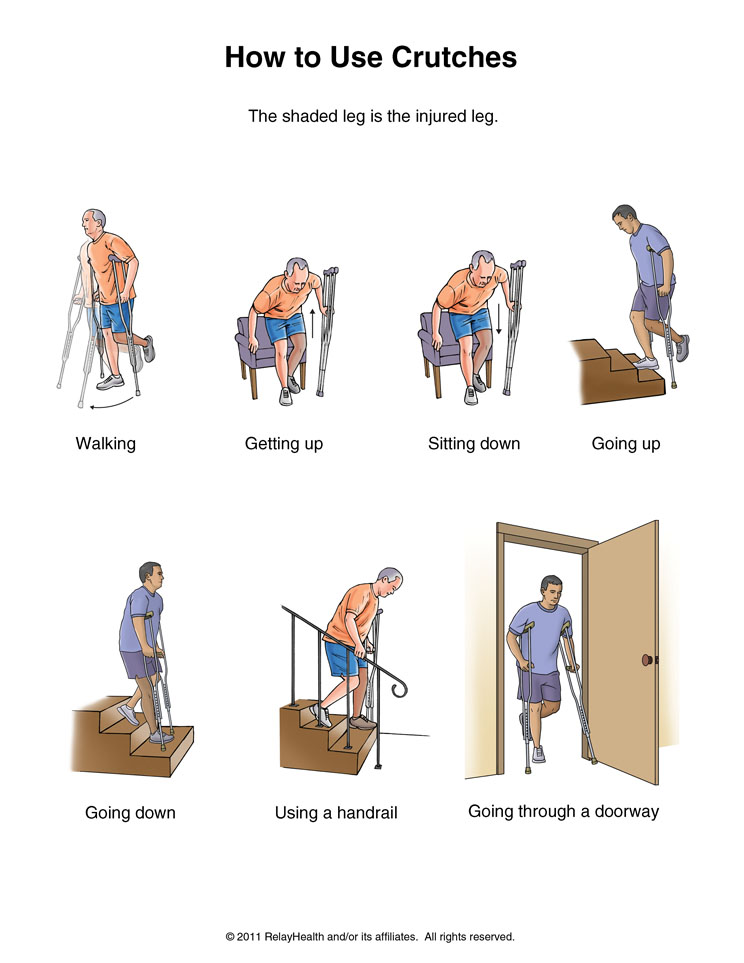 How to Use Crutches
The shaded leg is the injured leg.
Walking
Getting up
Sitting down
Going up
Going down
Using a handrail
Going through a doorway
© 2011 RelayHealth and/or its affiliates.  All rights reserved.